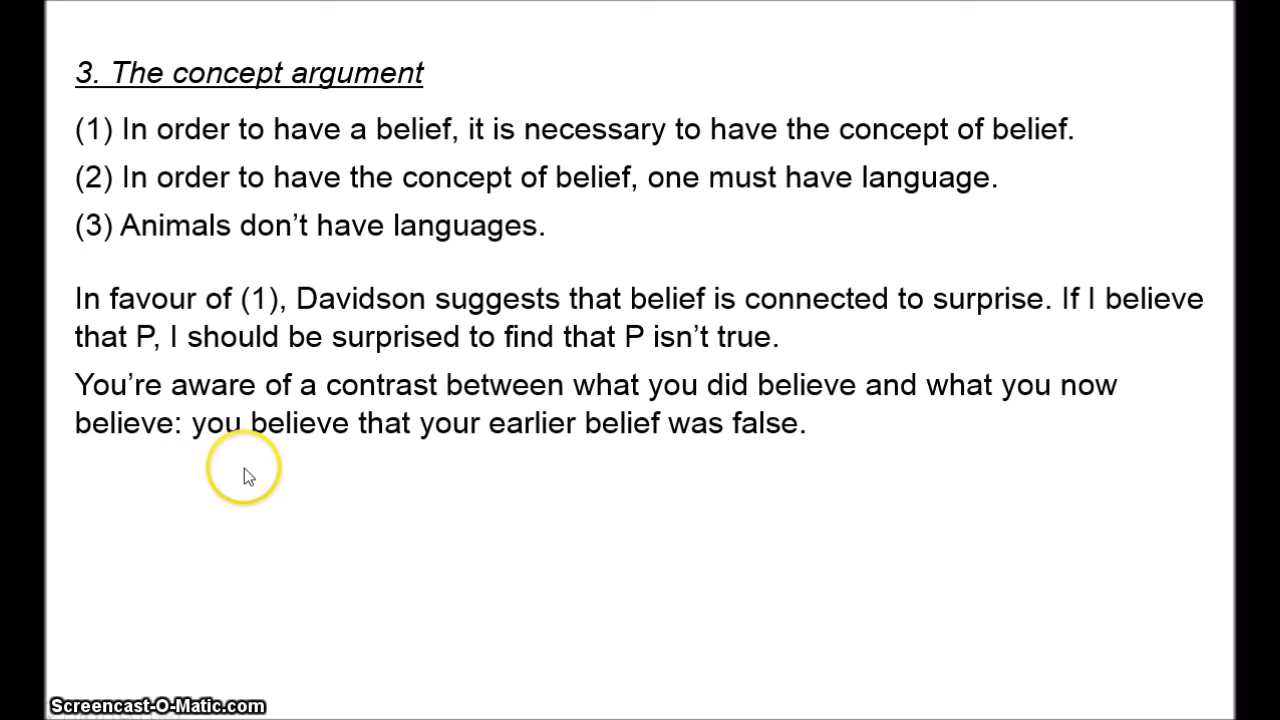 3. The concept argument
(1) In order to have a belief, it is necessary to have the concept of belief.
(2) In order to have the concept of belief, one must have language.
(3) Animals don’t have languages.
In favour of (1), Davidson suggests that belief is connected to surprise. If I believe
that P, I should be surprised to find that P isn’t true.
You’re aware of a contrast between what you did believe and what you now
believe: you believe that your earlier belief was false.
Screencast-O-Matic.com